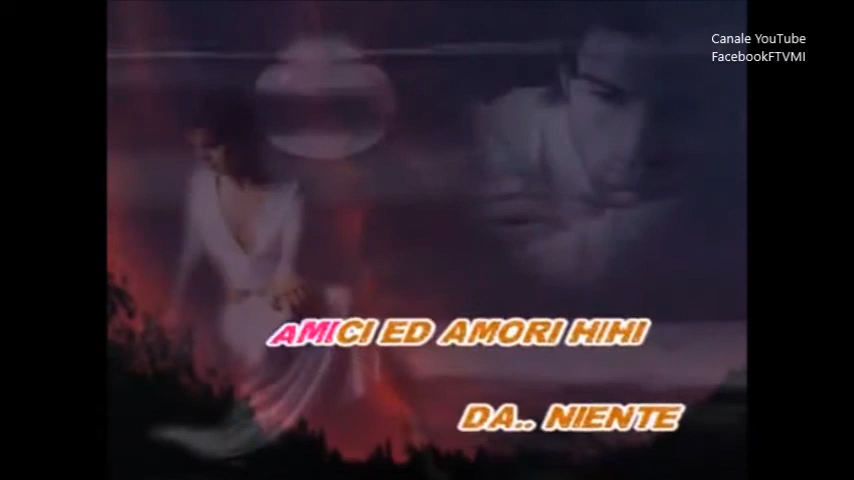 Canale YouTube
FacebookFTVMI
AMICI ED AMORI HIHI
DA.. NIENTE